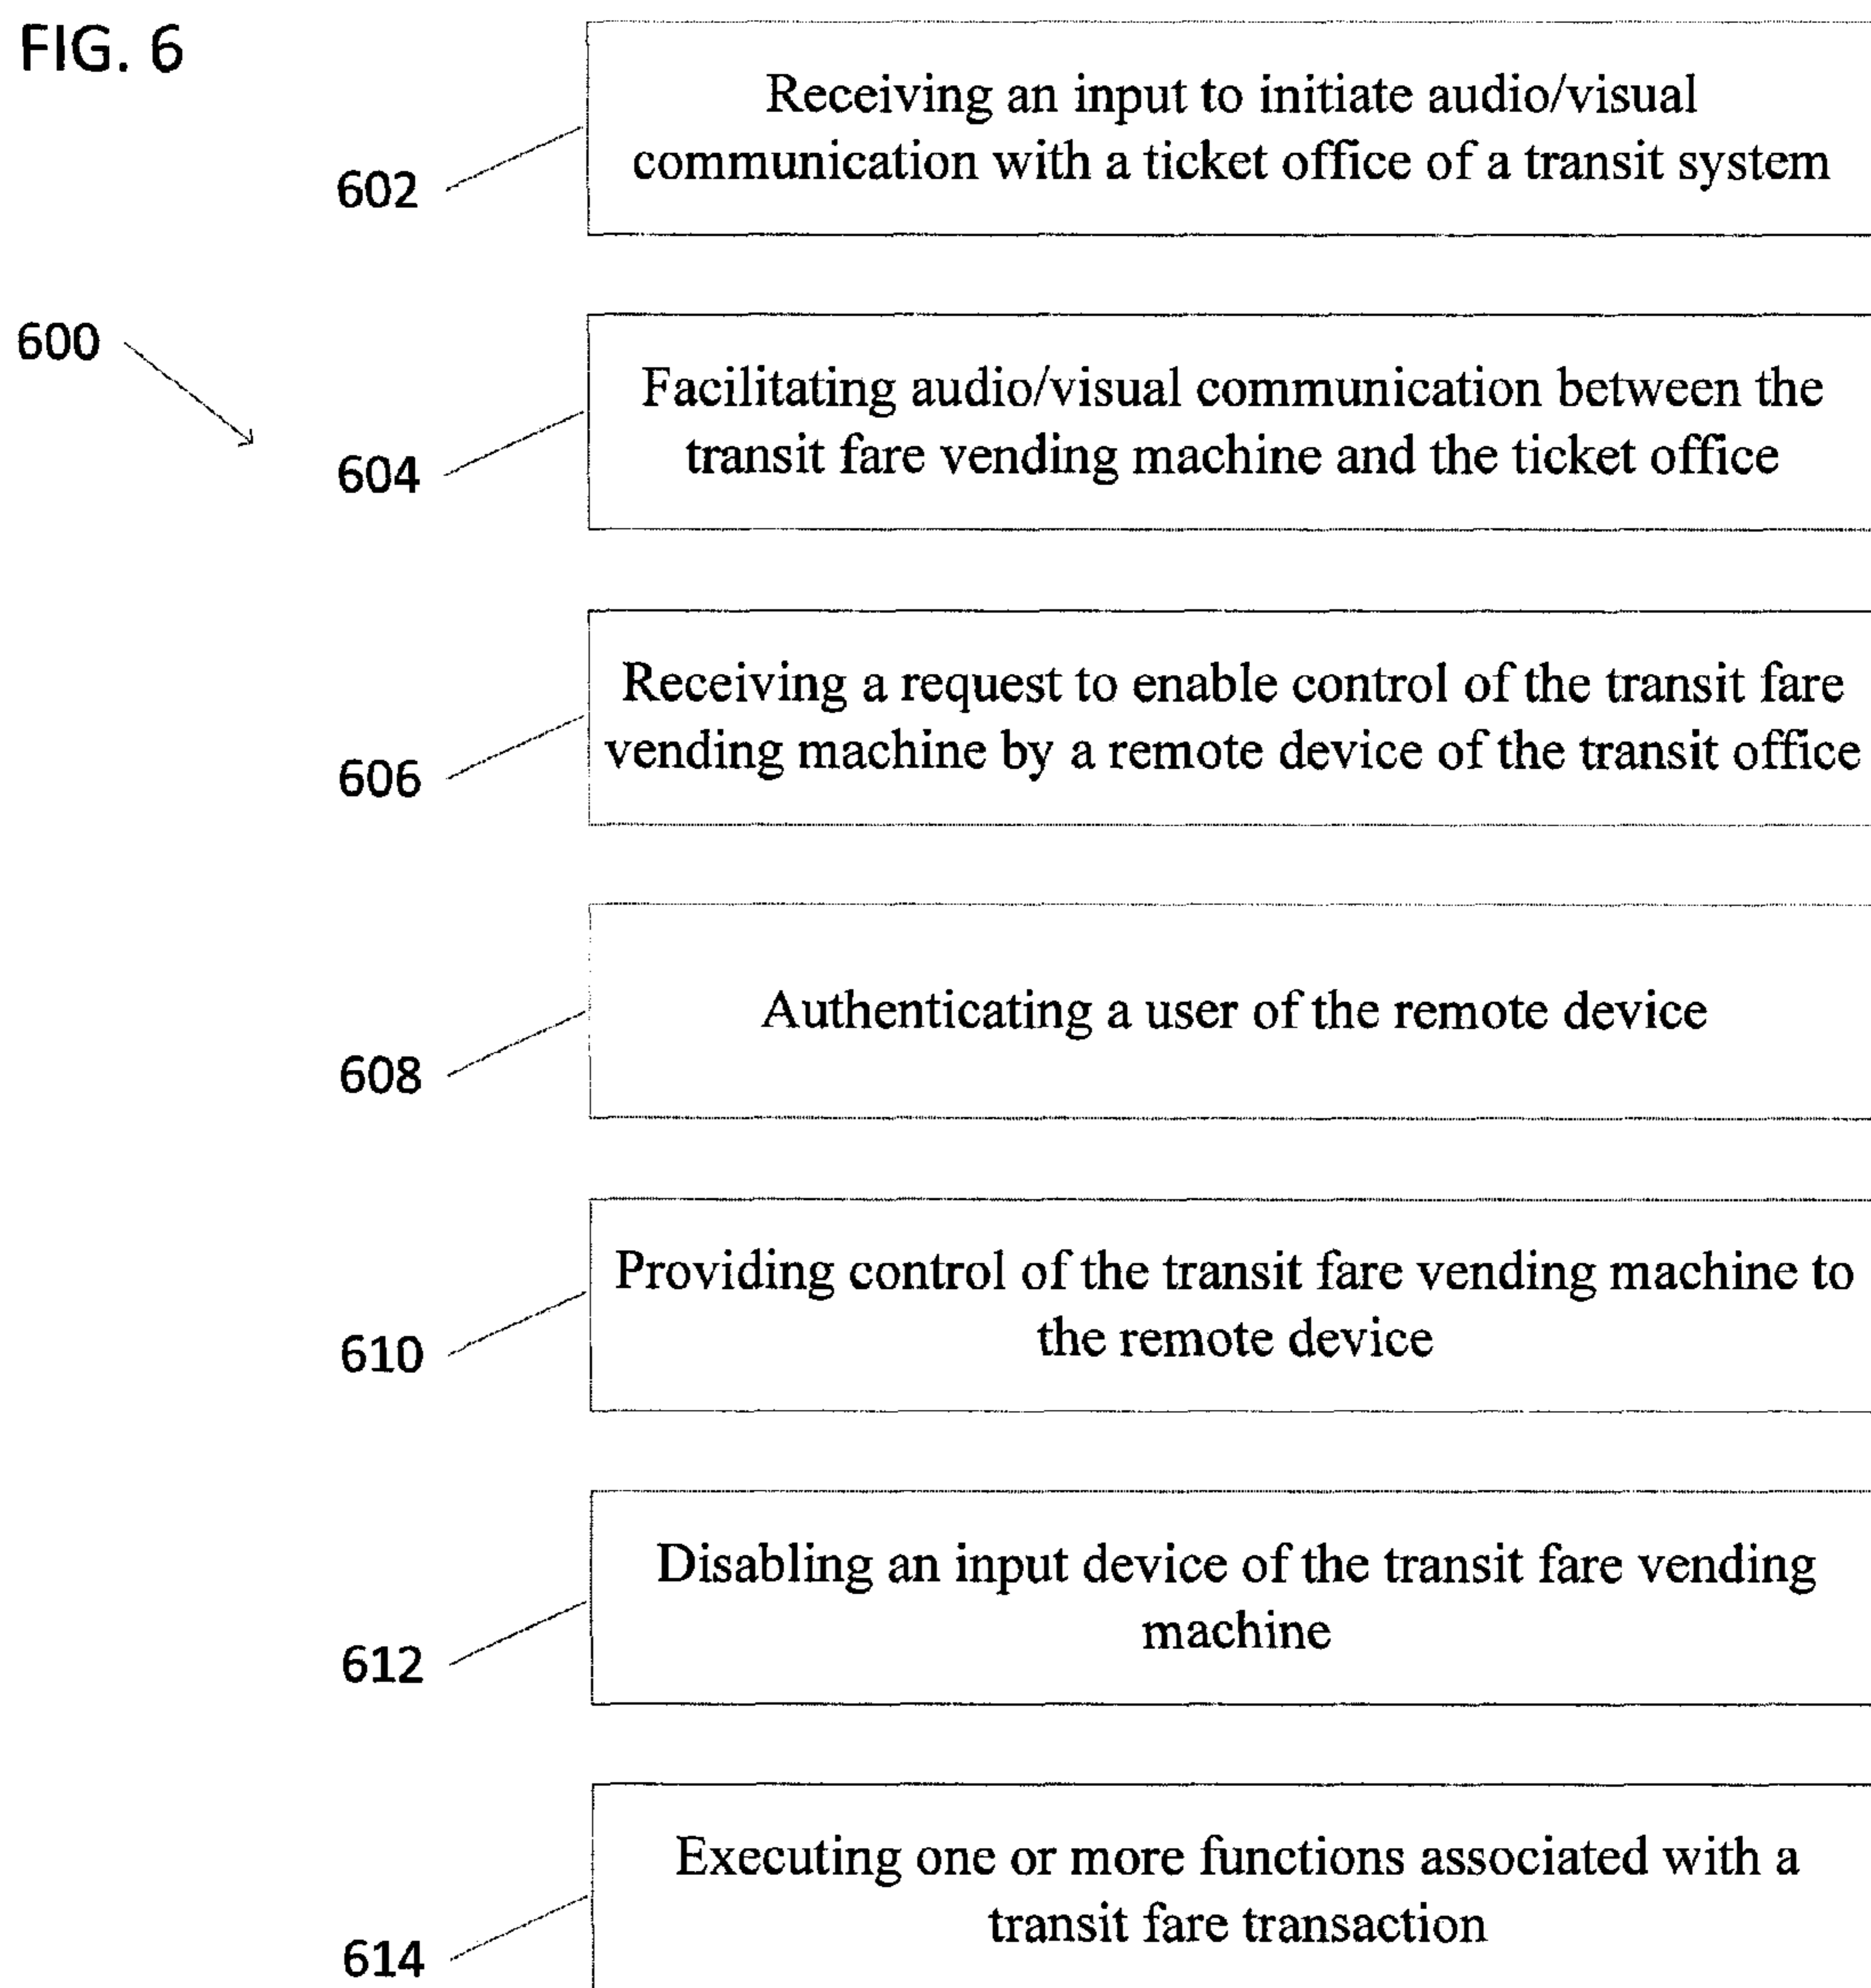 FIG. 6
Receiving an input to initiate audio/visual
communication with a ticket office of a transit system
602
600
Facilitating audio/visual communication between the
transit fare vending machine and the ticket office
604
Receiving a request to enable control of the transit fare
vending machine by a remote device of the transit office
606
Authenticating a user of the remote device
608
Providing control of the transit fare vending machine to
the remote device
610
Disabling an input device of the transit fare vending
machine
612
Executing one or more functions associated with a
transit fare transaction
614